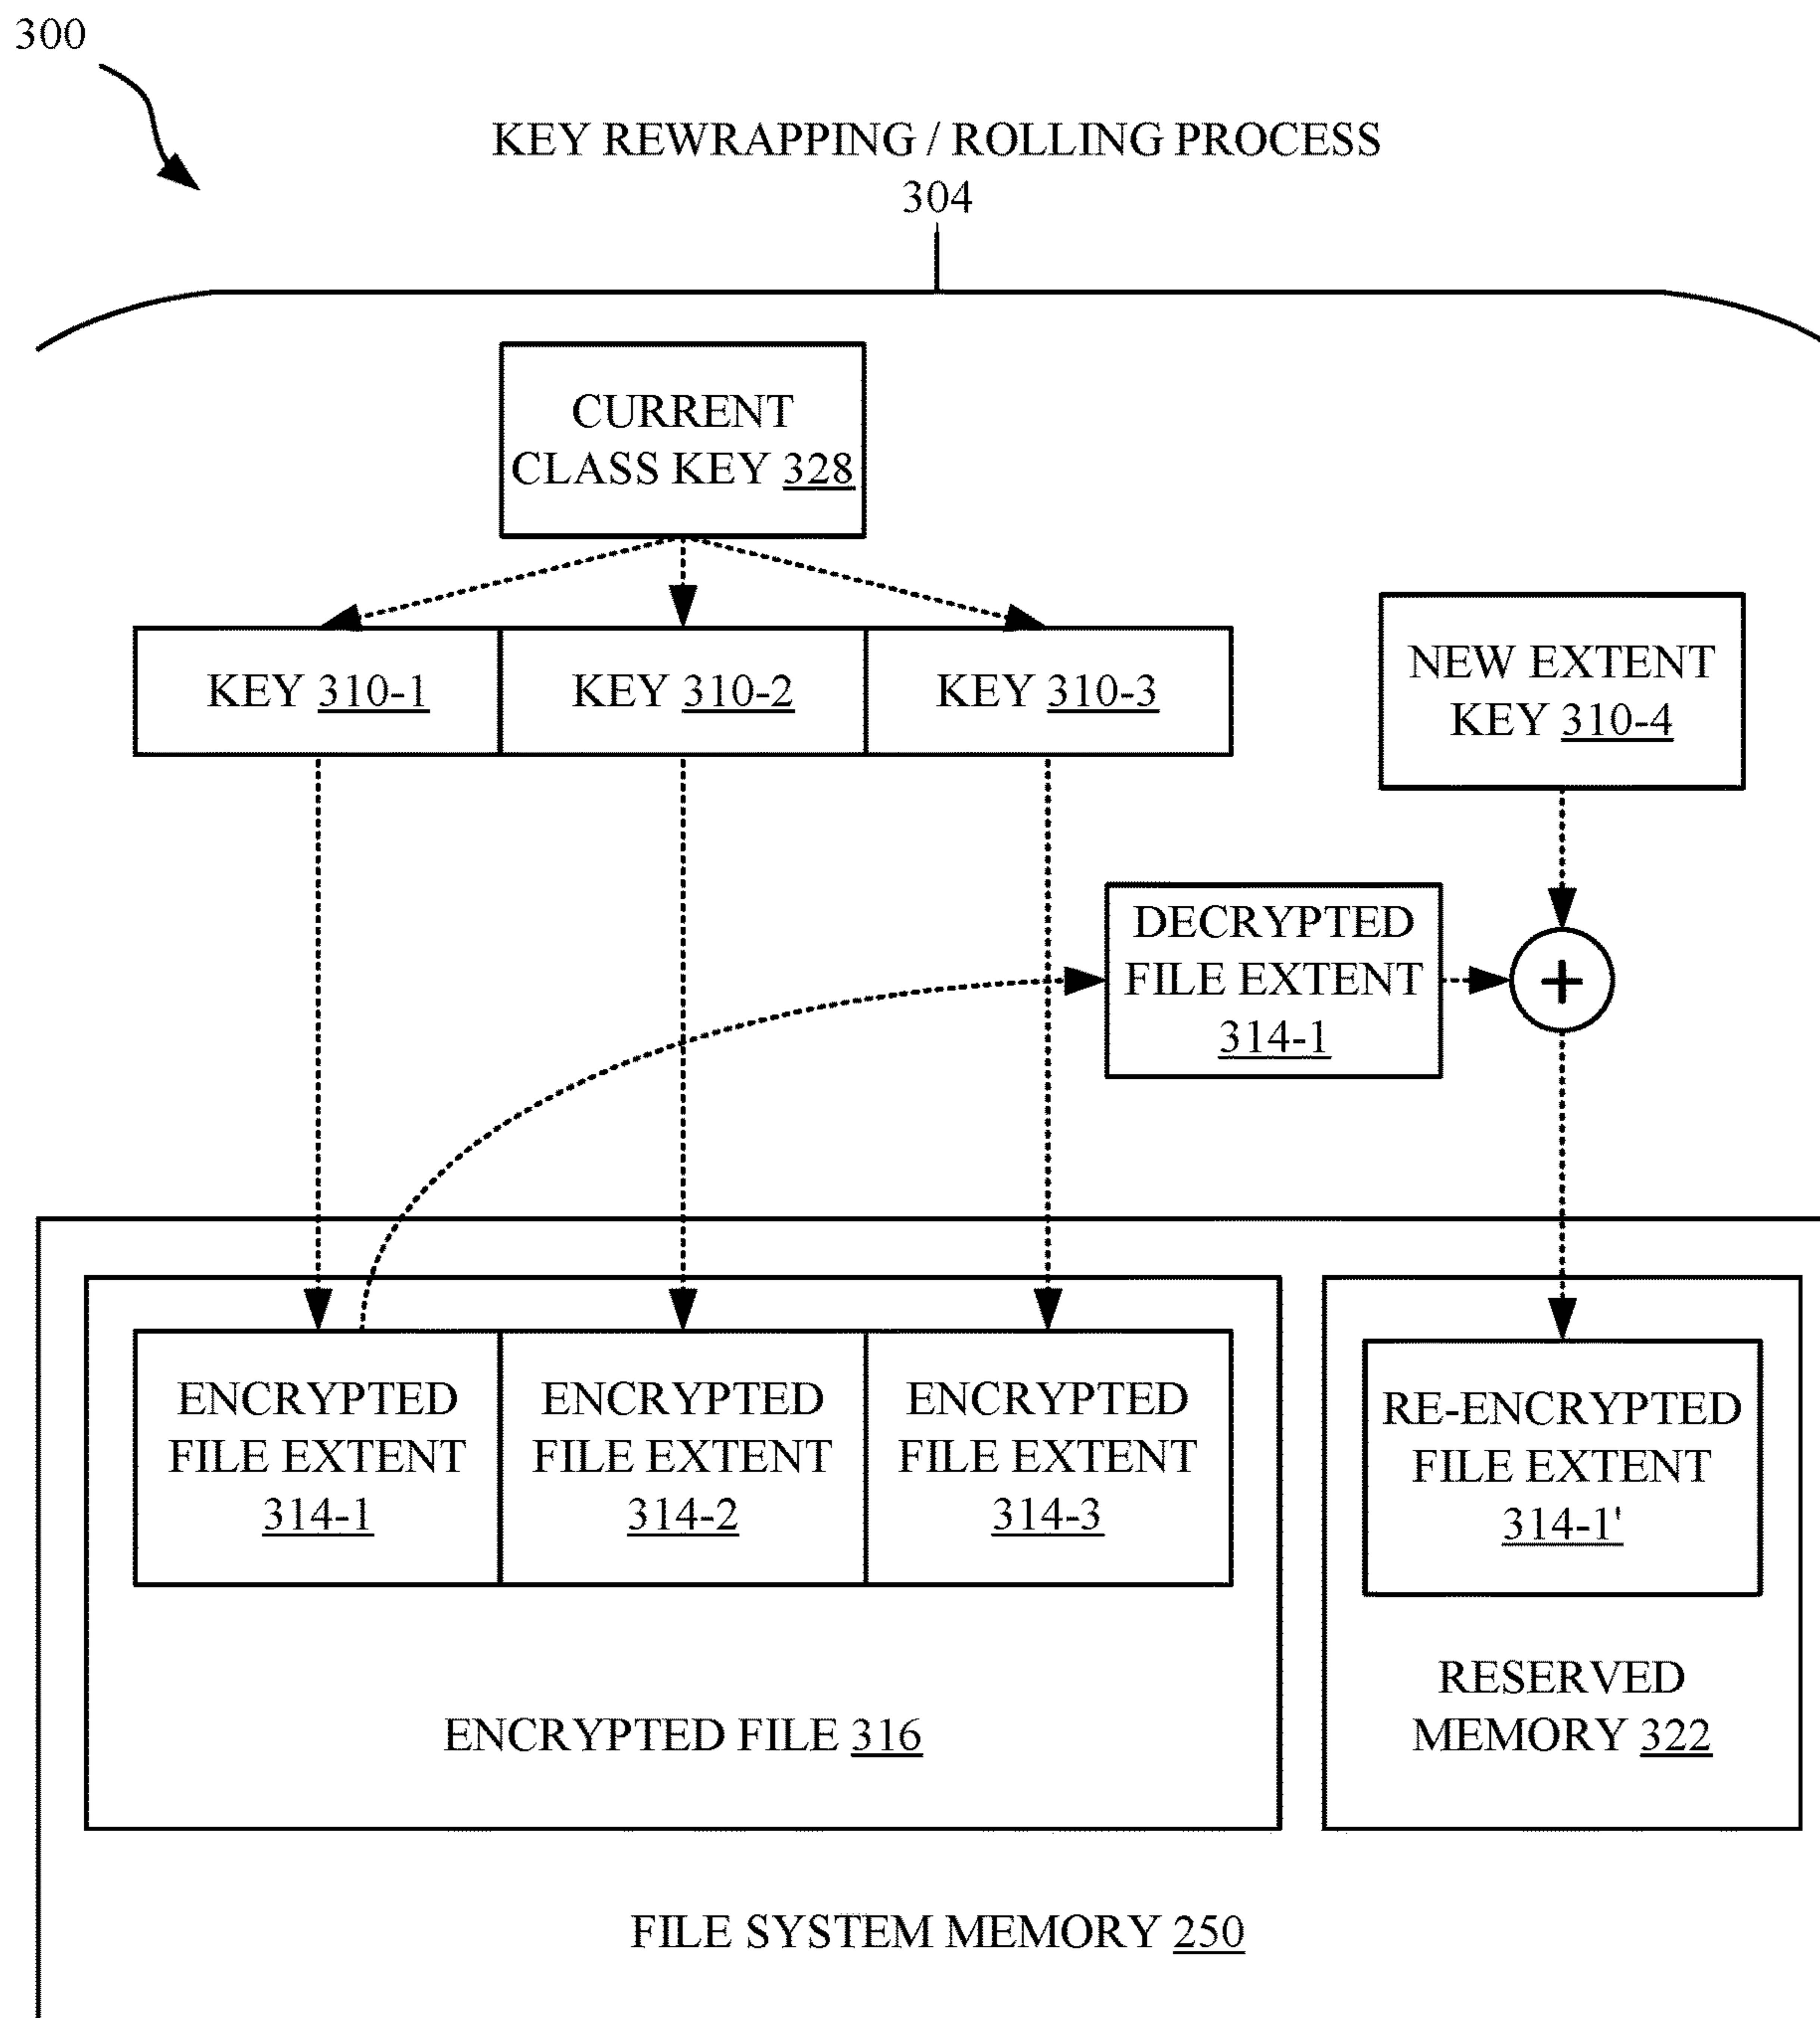 300
KEY REWRAPPING / ROLLING PROCESS
304
CURRENT
CLASS KEY 328
KEY 310-1
KEY 310-2
KEY 310-3
NEW EXTENT
KEY 310-4
DECRYPTED
FILE EXTENT
314-1
+
ENCRYPTED
FILE EXTENT
314-1
ENCRYPTED
FILE EXTENT
314-2
ENCRYPTED
FILE EXTENT
314-3
RE-ENCRYPTED
FILE EXTENT
314-1'
ENCRYPTED FILE 316
RESERVED
MEMORY 322
FILE SYSTEM MEMORY 250